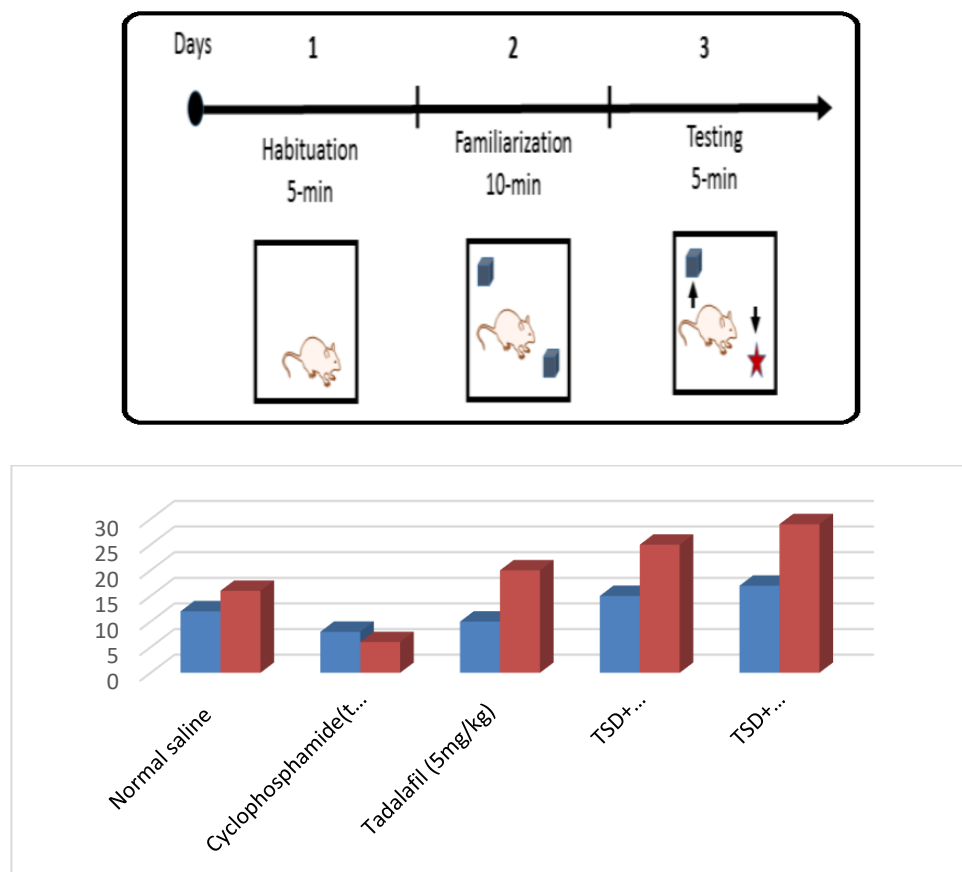 Days 1 2 3
Habituation
5-min
Familiarization
10-min
Testing
5-min
30
25
20
15
10
5
0
Normal saline
Cyclophosphamide(t...
Tadalafil (5mg/kg)
TSD+...
TSD+...